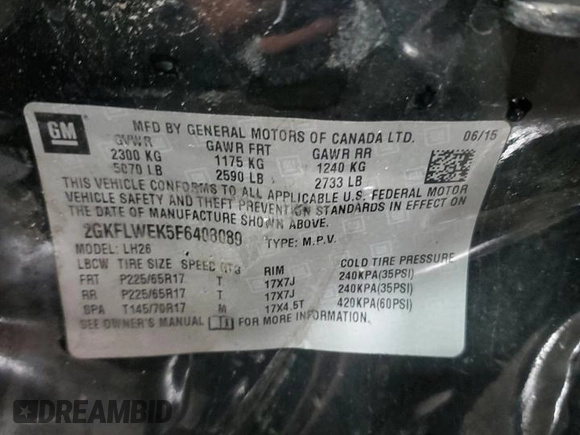 GM
MFD BY GENERAL MOTORS OF CANADA LTD. 06/15
GVWR GAWR FRT GAWR RR
2300 KG 1175 KG 1240 KG
5070 LB 2590 LB 2733 LB
THIS VEHICLE CONFORMS TO ALL APPLICABLE U.S. FEDERAL MOTOR
VEHICLE SAFETY AND THEFT PREVENTION STANDARDS IN EFFECT ON
THE DATE OF MANUFACTURE SHOWN ABOVE.
2GKFLWEK5F6408089 TYPE: M.P.V.
MODEL: LH26
LBCW TIRE SIZE SPEED RTG RIM COLD TIRE PRESSURE
FRT P225/65R17 T 17X7J 240KPA(35PSI)
RR P225/65R17 T 17X7J 240KPA(35PSI)
SPA T145/70R17 M 17X4.5T 420KPA(60PSI)
SEE OWNER'S MANUAL FOR MORE INFORMATION.
DREAMBID